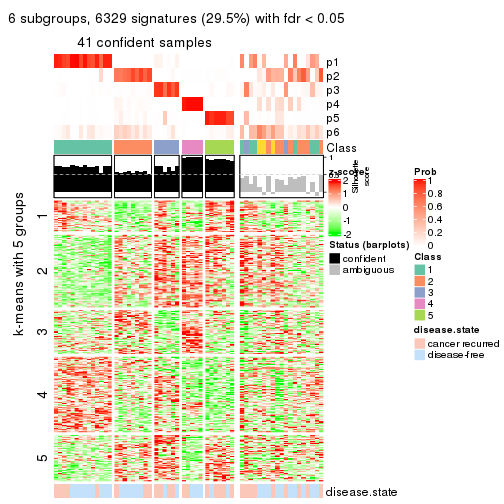 6 subgroups, 6329 signatures (29.5%) with fdr < 0.05
41 confident samples
p1
p2
p3
p4
p5
p6
Class
1
Silhouette
score
z-score
2
1
0
-1
-2
Status (barplots)
confident
ambiguous
Prob
1
0.8
0.6
0.4
0.2
0
Class
1
2
3
4
5
disease.state
cancer recurred
disease-free
k-means with 5 groups
1
2
3
4
5
disease.state